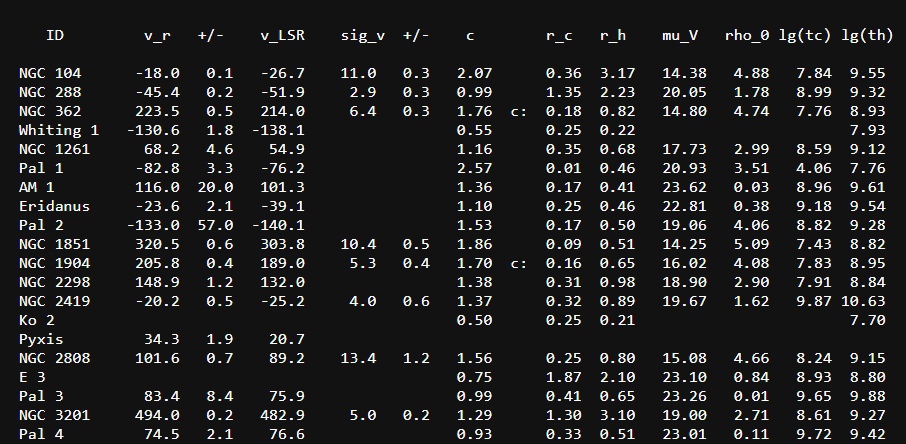 ID v_r +/- v_LSR sig_v +/- c r_c r_h mu_V rho_0 lg(tc) lg(th)
NGC 104 -18.0 0.1 -26.7 11.0 0.3 2.07 0.36 3.17 14.38 4.88 7.84 9.55
NGC 288 -45.4 0.2 -51.9 2.9 0.3 0.99 1.35 2.23 20.05 1.78 8.99 9.32
NGC 362 223.5 0.5 214.0 6.4 0.3 1.76 c: 0.18 0.82 14.80 4.74 7.76 8.93
Whiting 1 -130.6 1.8 -138.1 0.55 0.25 0.22 7.93
NGC 1261 68.2 4.6 54.9 1.16 0.35 0.68 17.73 2.99 8.59 9.12
Pal 1 -82.8 3.3 -76.2 2.57 0.01 0.46 20.93 3.51 4.06 7.76
AM 1 116.0 20.0 101.3 1.36 0.17 0.41 23.62 0.03 8.96 9.61
Eridanus -23.6 2.1 -39.1 1.10 0.25 0.46 22.81 0.38 9.18 9.54
Pal 2 -133.0 57.0 -140.1 1.53 0.17 0.50 19.06 4.06 8.82 9.28
NGC 1851 320.5 0.6 303.8 10.4 0.5 1.86 0.09 0.51 14.25 5.09 7.43 8.82
NGC 1904 205.8 0.4 189.0 5.3 0.4 1.70 c: 0.16 0.65 16.02 4.08 7.83 8.95
NGC 2298 148.9 1.2 132.0 1.38 0.31 0.98 18.90 2.90 7.91 8.84
NGC 2419 -20.2 0.5 -25.2 4.0 0.6 1.37 0.32 0.89 19.67 1.62 9.87 10.63
Ko 2 0.50 0.25 0.21 7.70
Pyxis 34.3 1.9 20.7
NGC 2808 101.6 0.7 89.2 13.4 1.2 1.56 0.25 0.80 15.08 4.66 8.24 9.15
E 3 0.75 1.87 2.10 23.10 0.84 8.93 8.80
Pal 3 83.4 8.4 75.9 0.99 0.41 0.65 23.26 0.01 9.65 9.88
NGC 3201 494.0 0.2 482.9 5.0 0.2 1.29 1.30 3.10 19.00 2.71 8.61 9.27
Pal 4 74.5 2.1 76.6 0.93 0.33 0.51 23.01 0.11 9.72 9.42